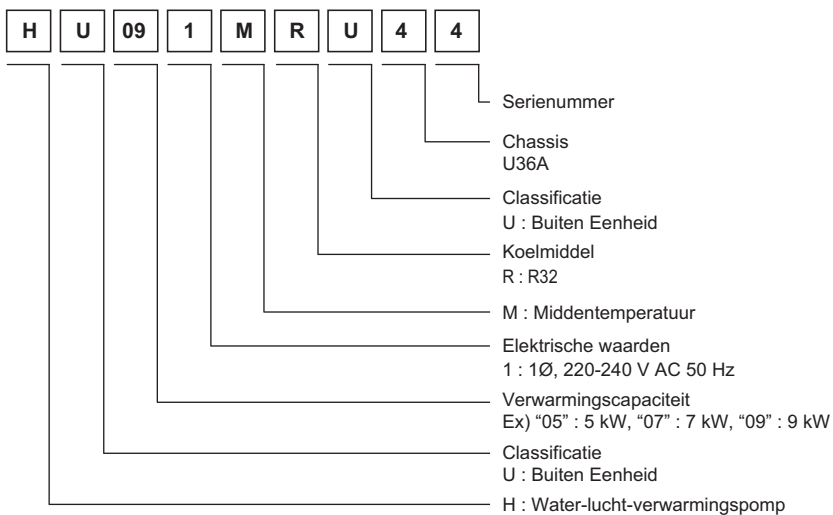 H U 09 1 M R U 4 4
Serienummer
Chassis
U36A
Classificatie
U : Buiten Eenheid
Koelmiddel
R : R32
M : Middentemperatuur
Elektrische waarden
1 : 1Ø, 220-240 V AC 50 Hz
Verwarmingscapaciteit
Ex) “05” : 5 kW, “07” : 7 kW, “09” : 9 kW
Classificatie
U : Buiten Eenheid
H : Water-lucht-verwarmingspomp